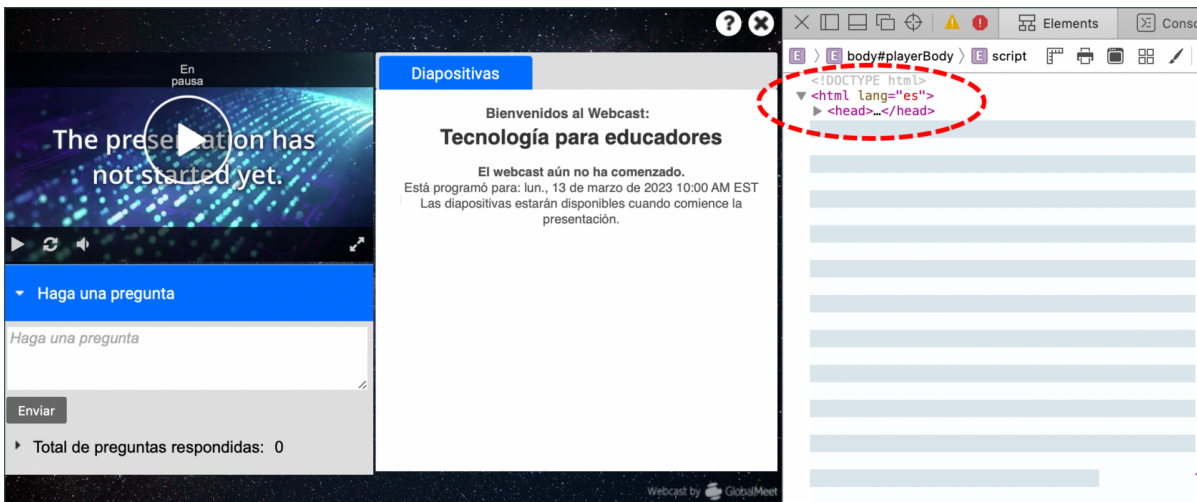 En
pausa
The presentation has
not started yet.
Haga una pregunta
Haga una pregunta
Enviar
Total de preguntas respondidas: 0
Diapositivas
Bienvenidos al Webcast:
Tecnología para educadores
El webcast aún no ha comenzado.
Está programó para: lun., 13 de marzo de 2023 10:00 AM EST
Las diapositivas estarán disponibles cuando comience la
presentación.
Webcast by GlobalMeet
Elements
E body#playerBody E script
<!DOCTYPE html>
<html lang="es">
<head>…</head>